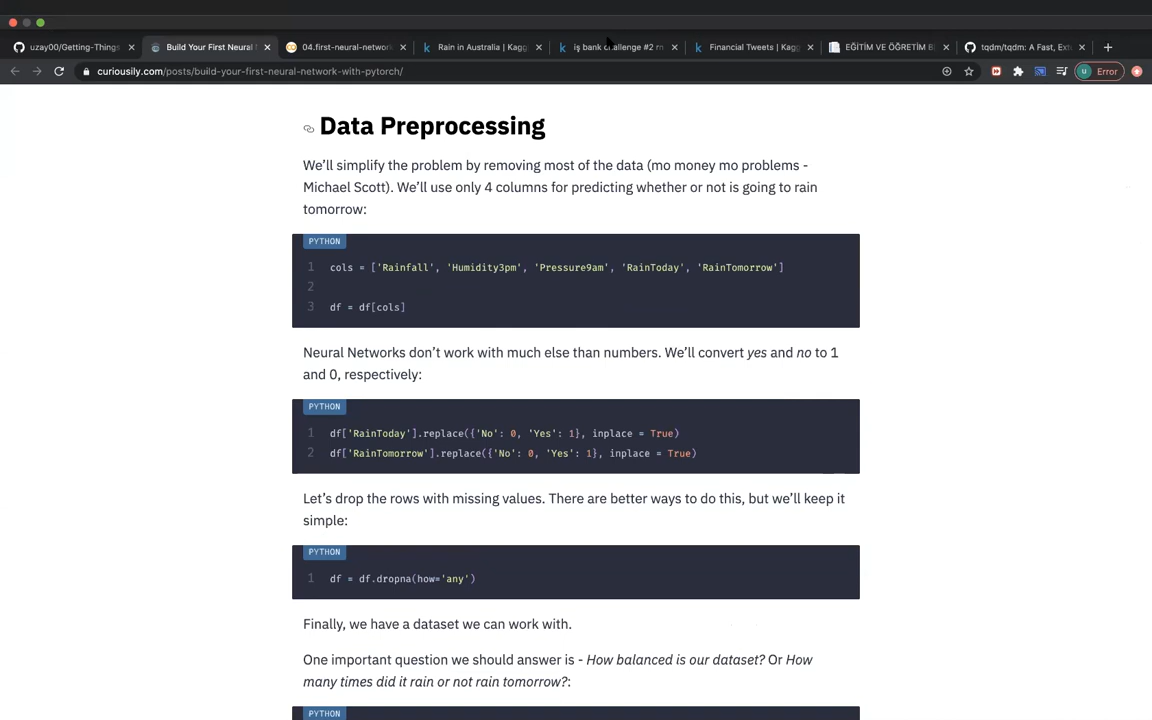 uzay00/Getting-Things
Build Your First Neural
04.first-neural-network
Rain in Australia | Kagg
iş bank challenge #2 m
Financial Tweets | Kagg
EĞİTİM VE ÖĞRETİM B
tqdm/tqdm: A Fast, Ext
curiousily.com/posts/build-your-first-neural-network-with-pytorch/
u
Error
Data Preprocessing
We'll simplify the problem by removing most of the data (mo money mo problems -
Michael Scott). We'll use only 4 columns for predicting whether or not is going to rain
tomorrow:
PYTHON
1 cols = ['Rainfall', 'Humidity3pm', 'Pressure9am', 'RainToday', 'RainTomorrow']
2
3 df = df[cols]
Neural Networks don't work with much else than numbers. We'll convert yes and no to 1
and 0, respectively:
PYTHON
1 df['RainToday'].replace({'No': 0, 'Yes': 1}, inplace = True)
2 df['RainTomorrow'].replace({'No': 0, 'Yes': 1}, inplace = True)
Let's drop the rows with missing values. There are better ways to do this, but we'll keep it
simple:
PYTHON
1 df = df.dropna(how='any')
Finally, we have a dataset we can work with.
One important question we should answer is - How balanced is our dataset? Or How
many times did it rain or not rain tomorrow?:
PYTHON